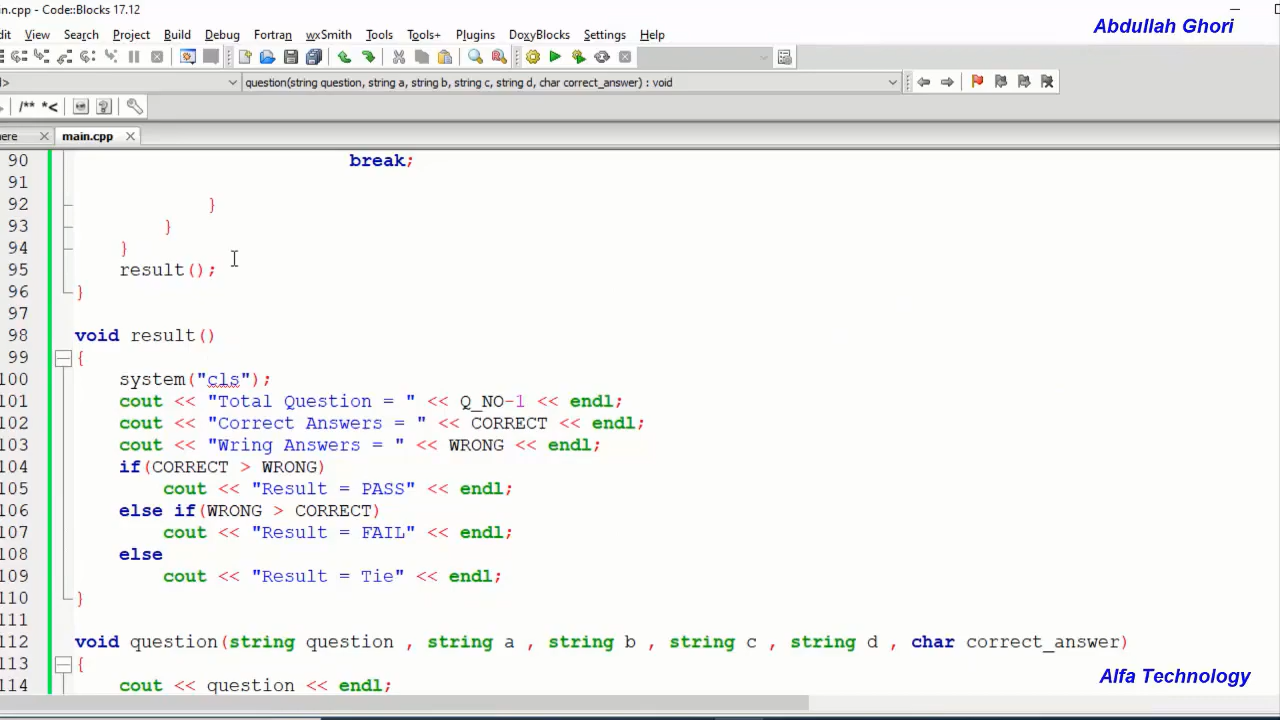 in.cpp - Code::Blocks 17.12
Abdullah Ghori
dit View Search Project Build Debug Fortran wxSmith Tools Tools+ Plugins DoxyBlocks Settings Help
question(string question, string a, string b, string c, string d, char correct_answer) : void
/** *<
here main.cpp
90 break;
91
92 }
93 }
94 }
95 result();
96 }
97
98 void result()
99 {
100 system("cls");
101 cout << "Total Question = " << Q_NO-1 << endl;
102 cout << "Correct Answers = " << CORRECT << endl;
103 cout << "Wring Answers = " << WRONG << endl;
104 if(CORRECT > WRONG)
105 cout << "Result = PASS" << endl;
106 else if(WRONG > CORRECT)
107 cout << "Result = FAIL" << endl;
108 else
109 cout << "Result = Tie" << endl;
110 }
111
112 void question(string question , string a , string b , string c , string d , char correct_answer)
113 {
114 cout << question << endl;
Alfa Technology